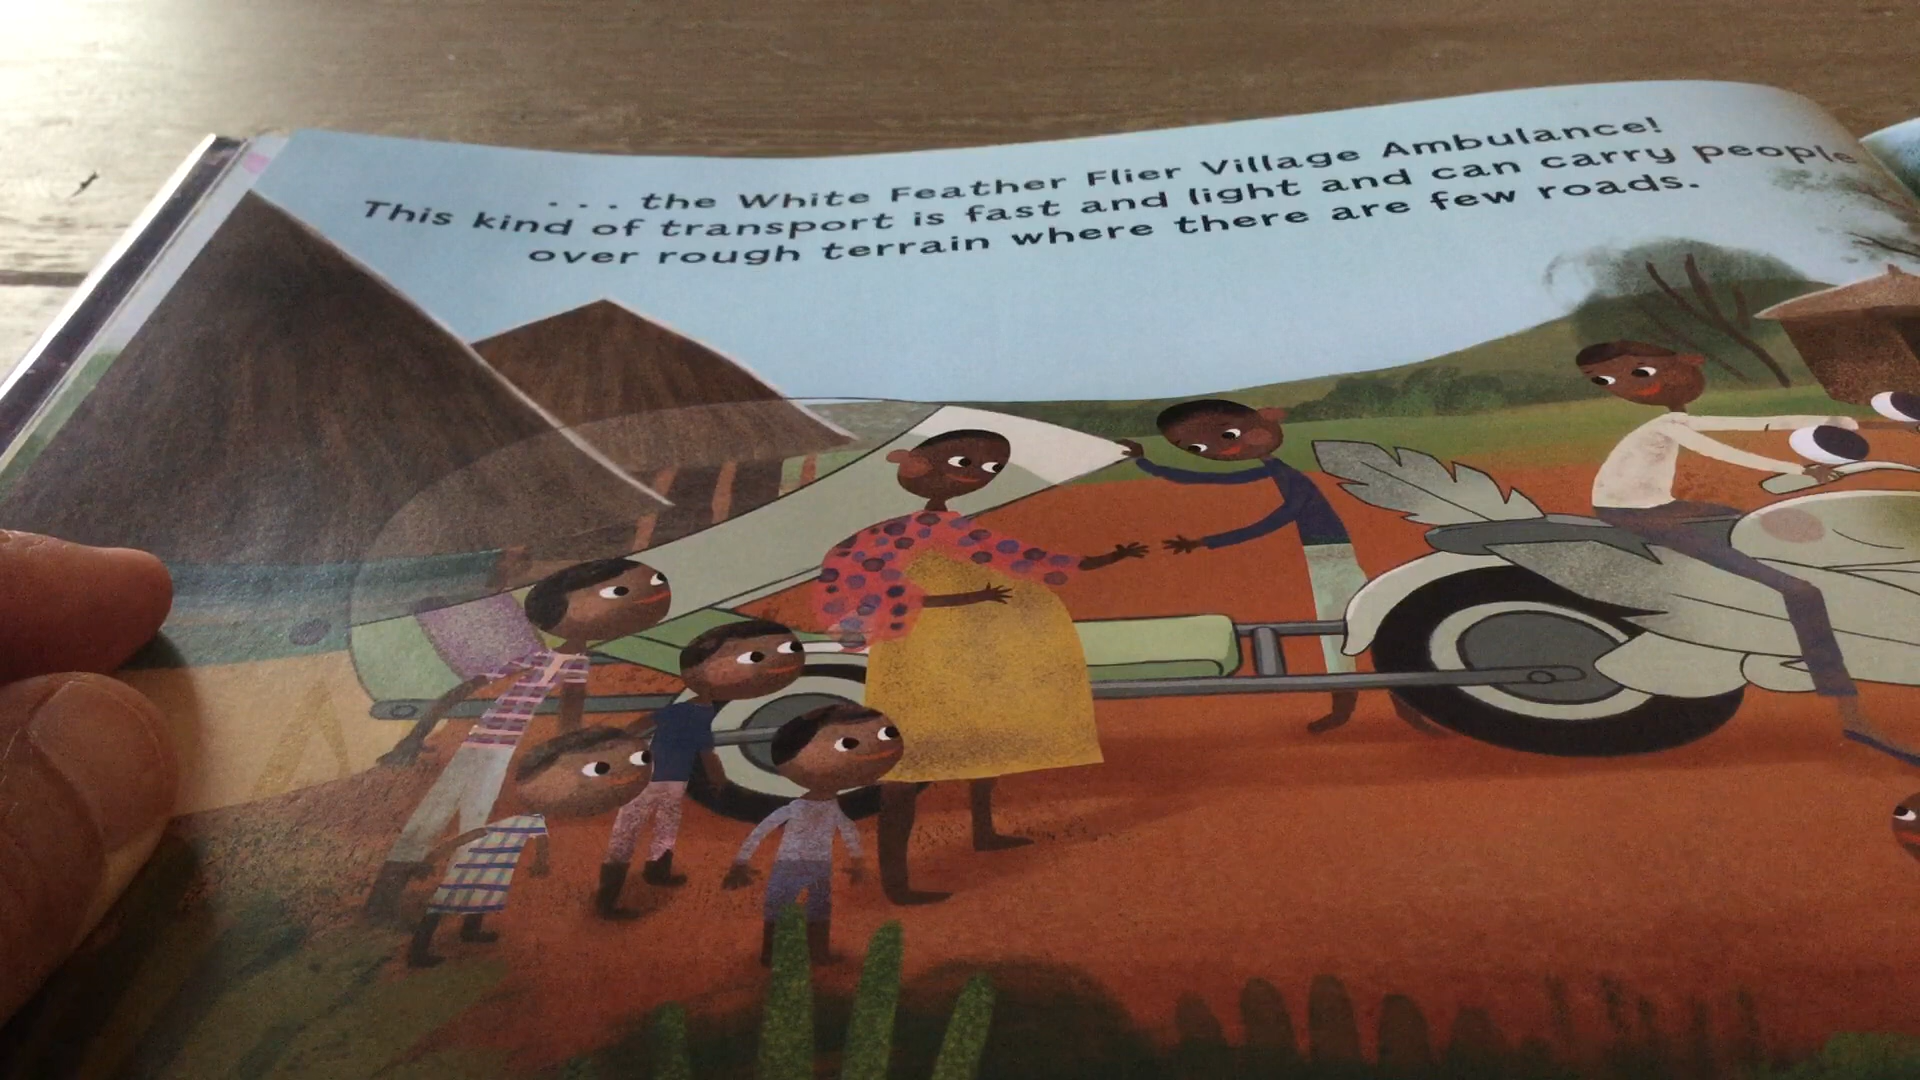 . . . the White Feather Flier Village Ambulance!
This kind of transport is fast and light and can carry people
over rough terrain where there are few roads.